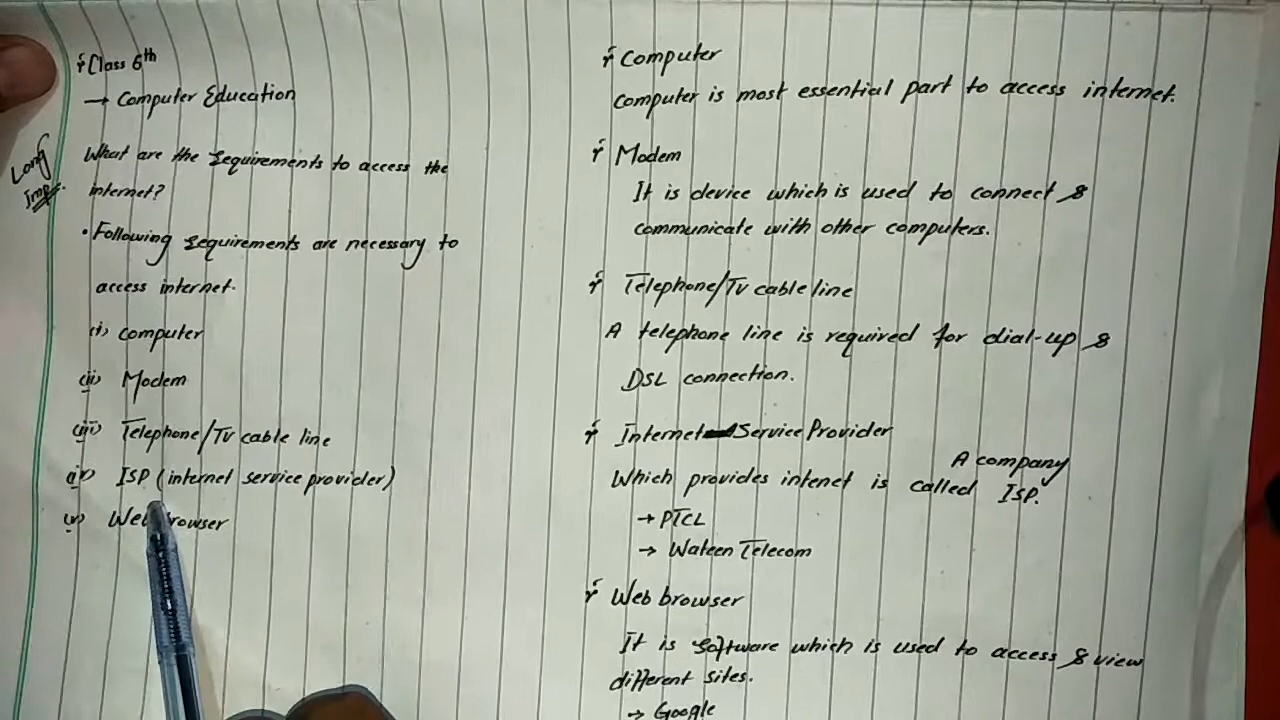 Class 6th
→ Computer Education
Long
Imp.
What are the requirements to access the
internet?
• Following requirements are necessary to
access internet.
(i) computer
(ii) Modem
(iii) Telephone/TV cable line
(iv) ISP (internet service provider)
(v) Web browser
Computer
Computer is most essential part to access internet.
Modem
It is device which is used to connect &
communicate with other computers.
Telephone/TV cable line
A telephone line is required for dial-up &
DSL connection.
Internet Service Provider
A company
Which provides intenet is called ISP.
→ PTCL
→ Wateen Telecom
Web browser
It is software which is used to access & view
different sites.
→ Google